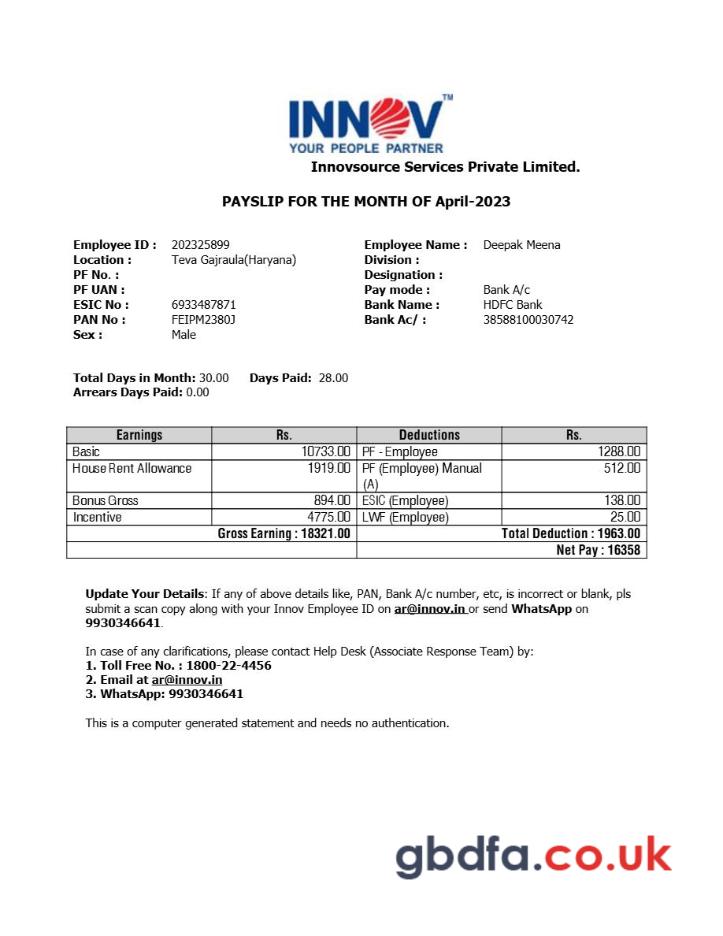 INNOV™
YOUR PEOPLE PARTNER
Innovsource Services Private Limited.
PAYSLIP FOR THE MONTH OF April-2023
Employee ID : 202325899 Employee Name : Deepak Meena
Location : Teva Gajraula(Haryana) Division :
PF No. : Designation :
PF UAN : Pay mode : Bank A/c
ESIC No : 6933487871 Bank Name : HDFC Bank
PAN No : FEIPM2380J Bank Ac/ : 38588100030742
Sex : Male
Total Days in Month: 30.00 Days Paid: 28.00
Arrears Days Paid: 0.00
Earnings Rs. Deductions Rs.
Basic 10733.00 PF - Employee 1288.00
House Rent Allowance 1919.00 PF (Employee) Manual 512.00
(A)
Bonus Gross 894.00 ESIC (Employee) 138.00
Incentive 4775.00 LWF (Employee) 25.00
Gross Earning : 18321.00 Total Deduction : 1963.00
Net Pay : 16358
Update Your Details: If any of above details like, PAN, Bank A/c number, etc, is incorrect or blank, pls
submit a scan copy along with your Innov Employee ID on ar@innov.in or send WhatsApp on
9930346641.
In case of any clarifications, please contact Help Desk (Associate Response Team) by:
1. Toll Free No. : 1800-22-4456
2. Email at ar@innov.in
3. WhatsApp: 9930346641
This is a computer generated statement and needs no authentication.
gbdfa.co.uk